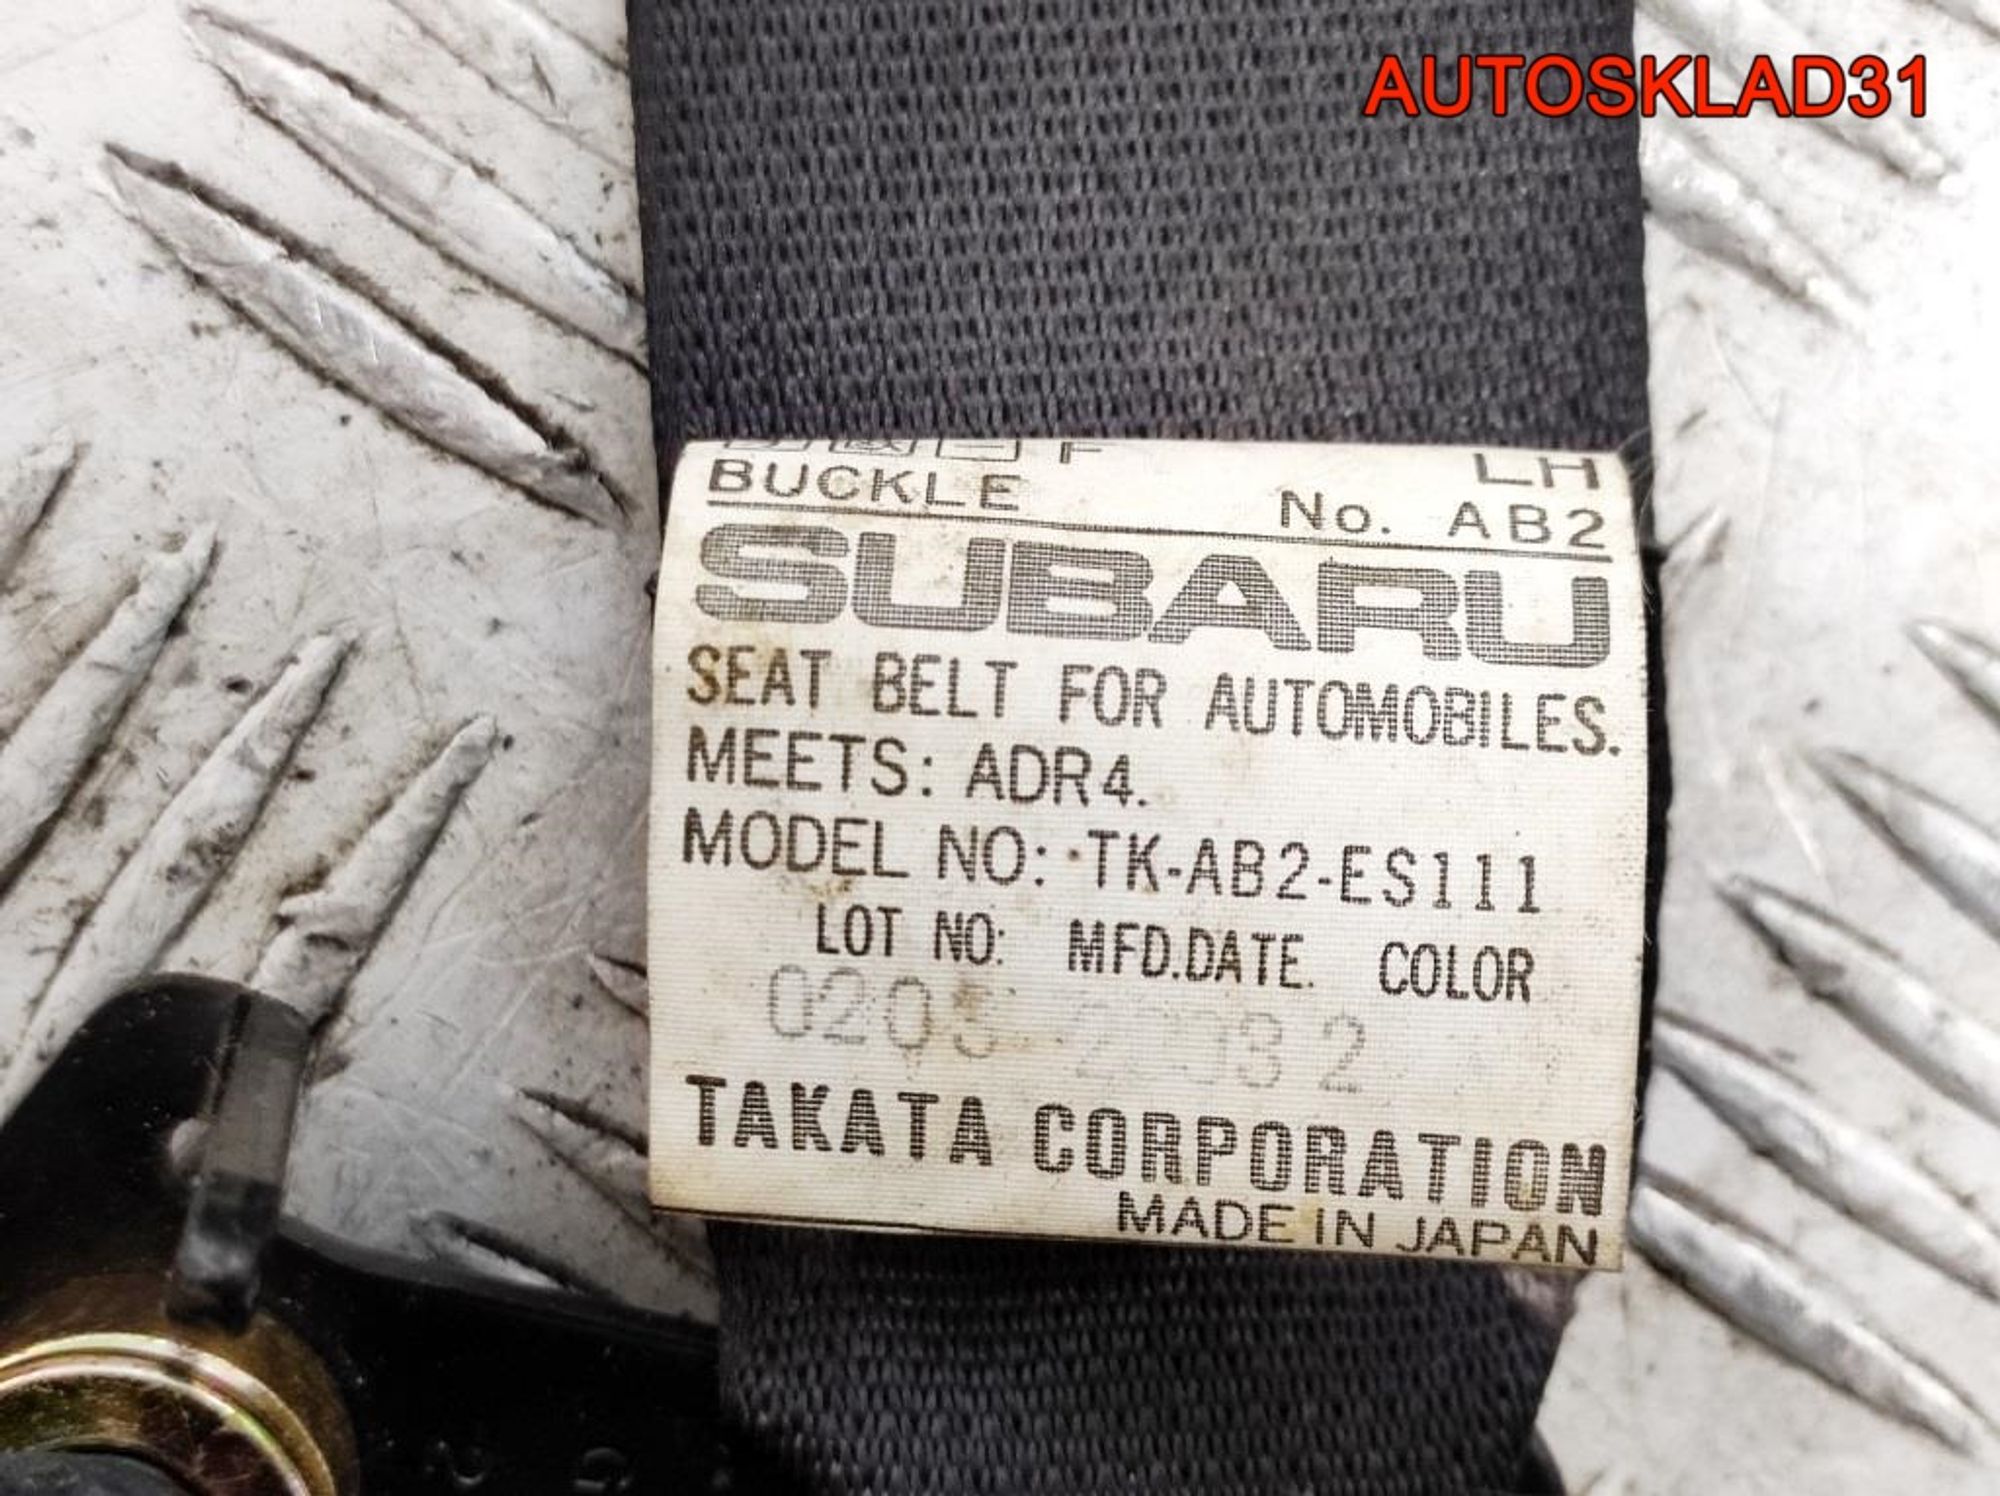 AUTOSKLAD31
F LH
BUCKLE No. AB2
SUBARU
SEAT BELT FOR AUTOMOBILES.
MEETS: ADR4.
MODEL NO: TK-AB2-ES111
LOT NO: MFD.DATE. COLOR
TAKATA CORPORATION
MADE IN JAPAN